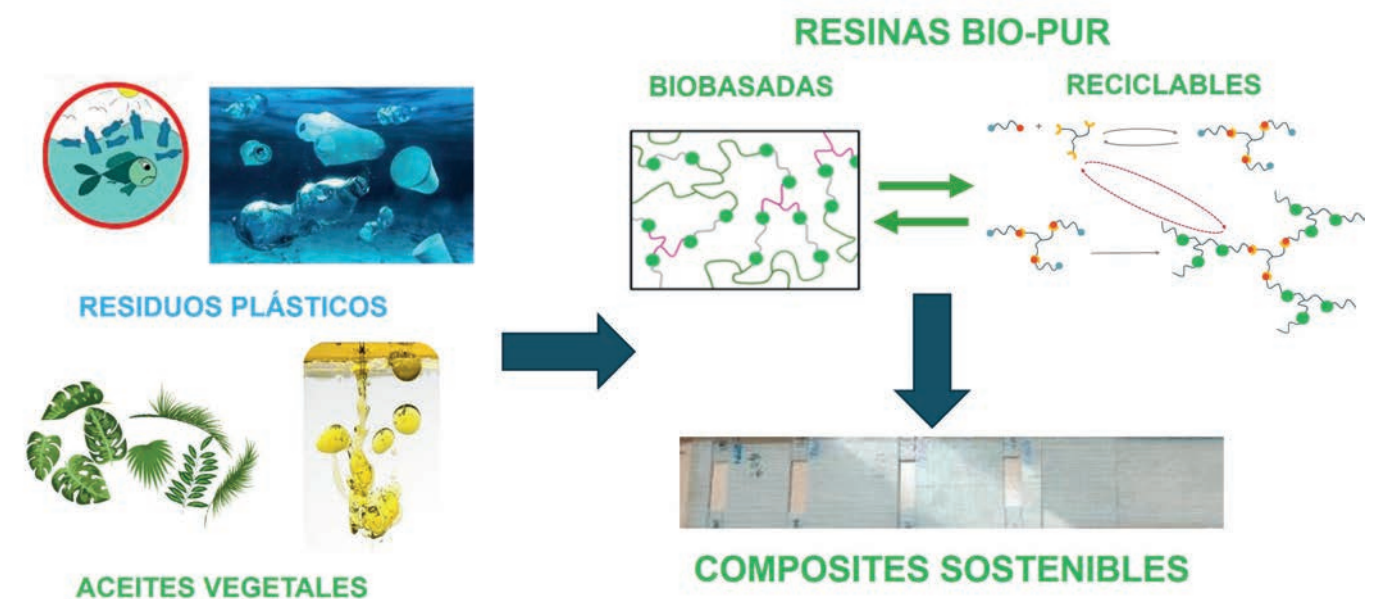 RESINAS BIO-PUR
BIOBASADAS
RECICLABLES
+
RESIDUOS PLÁSTICOS
ACEITES VEGETALES
COMPOSITES SOSTENIBLES